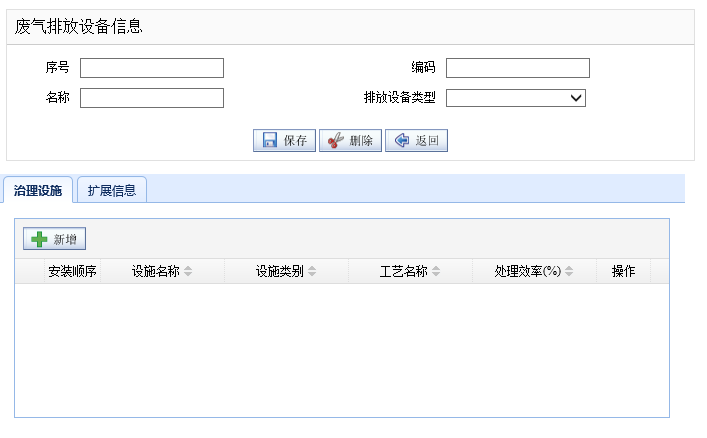 废气排放设备信息
序号 编码
名称 排放设备类型
保存 删除 返回
治理设施 扩展信息
新增
安装顺序 设施名称 设施类别 工艺名称 处理效率(%) 操作